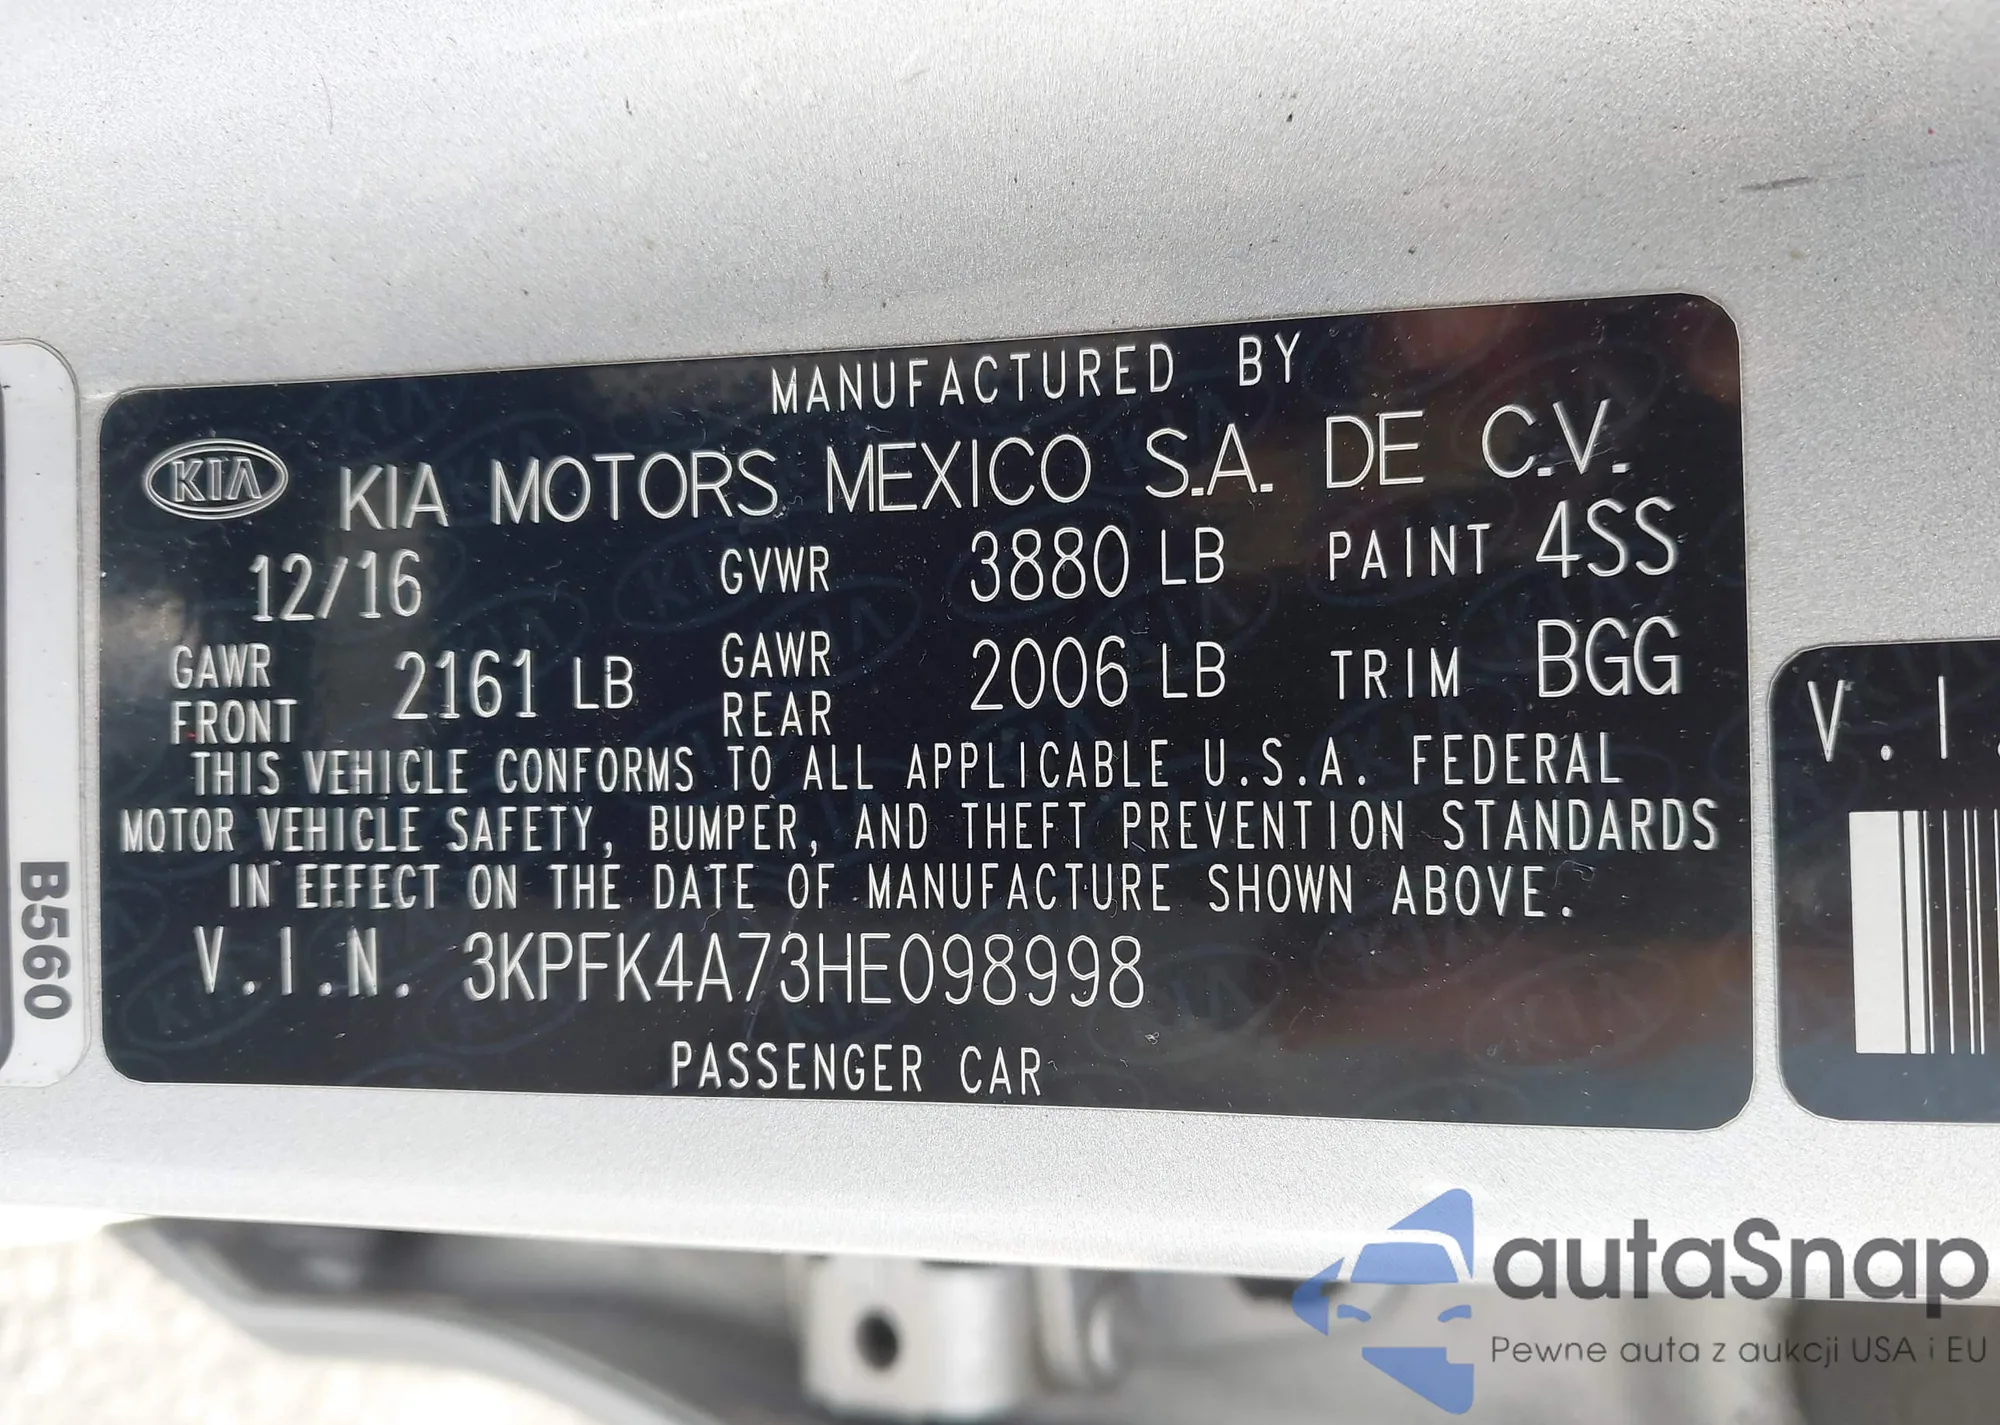 MANUFACTURED BY
KIA KIA MOTORS MEXICO S.A. DE C.V.
12/16 GVWR 3880 LB PAINT 4SS
GAWR FRONT 2161 LB GAWR REAR 2006 LB TRIM BGG
THIS VEHICLE CONFORMS TO ALL APPLICABLE U.S.A. FEDERAL
MOTOR VEHICLE SAFETY, BUMPER, AND THEFT PREVENTION STANDARDS
IN EFFECT ON THE DATE OF MANUFACTURE SHOWN ABOVE.
V.I.N. 3KPFK4A73HE098998
PASSENGER CAR
B560
V.I.
autaSnap
Pewne auta z aukcji USA i EU